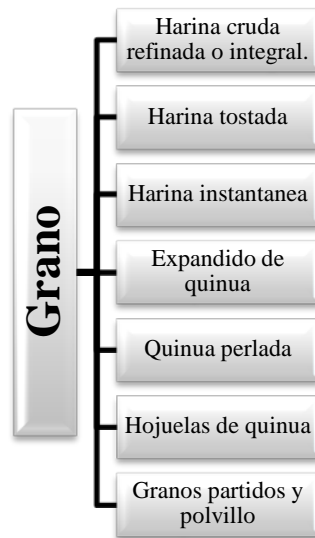 Grano
Harina cruda
refinada o integral.
Harina tostada
Harina instantanea
Expandido de
quinua
Quinua perlada
Hojuelas de quinua
Granos partidos y
polvillo